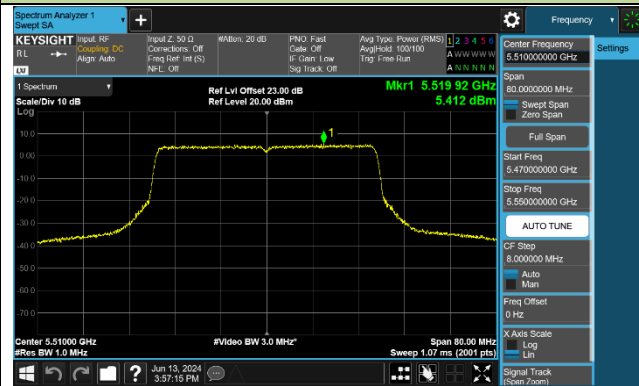 Spectrum Analyzer 1
Swept SA
+
Frequency
KEYSIGHT
RL
LXI
Input: RF
Coupling: DC
Align: Auto
Input Z: 50 Ω
Corrections: Off
Freq Ref: Int (S)
NFE: Off
#Atten: 20 dB
PNO: Fast
Gate: Off
IF Gain: Low
Sig Track: Off
Avg Type: Power (RMS)
Avg|Hold: 100/100
Trig: Free Run
1 2 3 4 5 6
A W W W W W
A N N N N N
1 Spectrum
Scale/Div 10 dB
Log
Ref Lvl Offset 23.00 dB
Ref Level 20.00 dBm
Mkr1 5.519 92 GHz
5.412 dBm
1
10.0
0.00
-10.0
-20.0
-30.0
-40.0
-50.0
-60.0
-70.0
Center 5.51000 GHz
#Res BW 1.0 MHz
#Video BW 3.0 MHz*
Span 80.00 MHz
Sweep 1.07 ms (2001 pts)
Center Frequency
5.510000000 GHz
Span
80.0000000 MHz
Swept Span
Zero Span
Full Span
Start Freq
5.470000000 GHz
Stop Freq
5.550000000 GHz
AUTO TUNE
CF Step
8.000000 MHz
Auto
Man
Freq Offset
0 Hz
X Axis Scale
Log
Lin
Signal Track
(Span Zoom)
Settings
?
Jun 13, 2024
3:57:15 PM